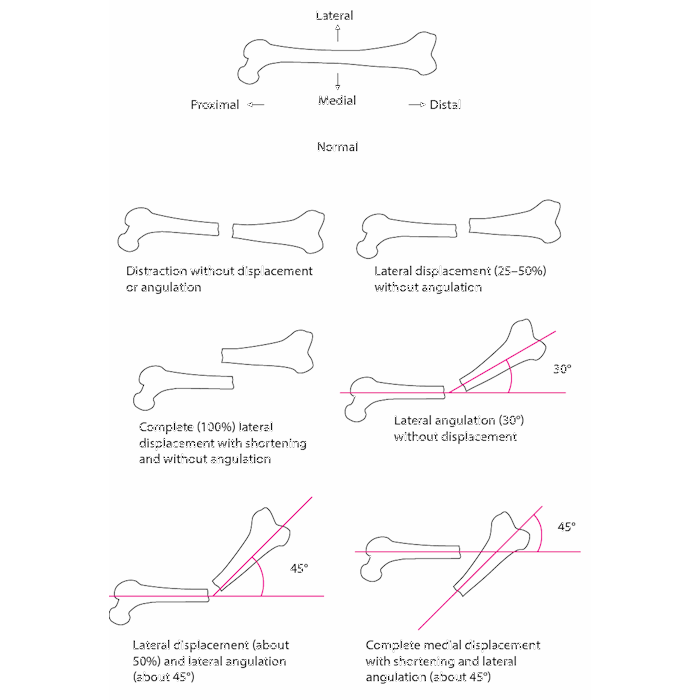 Lateral
Proximal
Medial
Distal
Normal
Distraction without displacement
or angulation
Lateral displacement (25–50%)
without angulation
30°
Complete (100%) lateral
displacement with shortening
and without angulation
Lateral angulation (30°)
without displacement
45°
45°
Lateral displacement (about
50%) and lateral angulation
(about 45°)
Complete medial displacement
with shortening and lateral
angulation (about 45°)